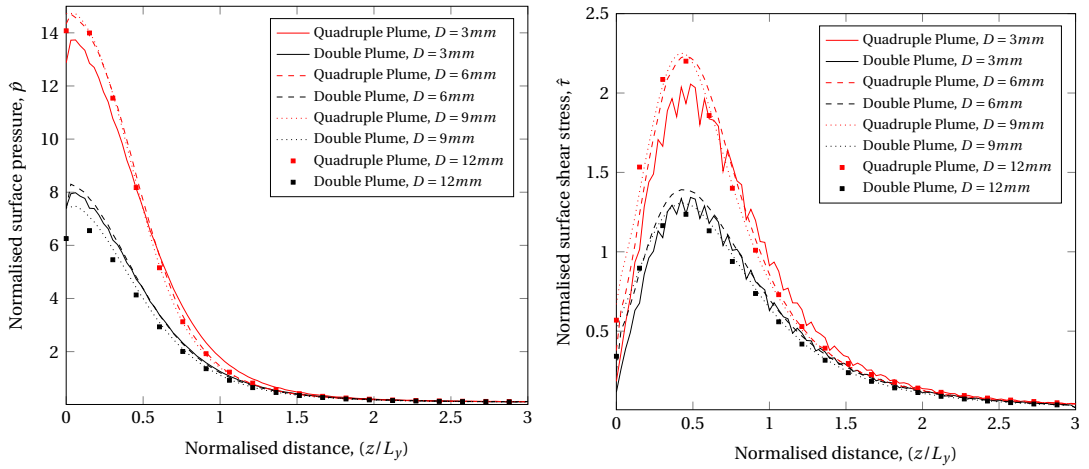 14
12
10
8
6
4
2
0
0.5
1
1.5
2
2.5
3
Normalised surface pressure, p̂
Normalised distance, (z/L_y)
Quadruple Plume, D = 3mm
Double Plume, D = 3mm
Quadruple Plume, D = 6mm
Double Plume, D = 6mm
Quadruple Plume, D = 9mm
Double Plume, D = 9mm
Quadruple Plume, D = 12mm
Double Plume, D = 12mm
2.5
2
1.5
1
0.5
0
0.5
1
1.5
2
2.5
3
Normalised surface shear stress, τ̂
Normalised distance, (z/L_y)
Quadruple Plume, D = 3mm
Double Plume, D = 3mm
Quadruple Plume, D = 6mm
Double Plume, D = 6mm
Quadruple Plume, D = 9mm
Double Plume, D = 9mm
Quadruple Plume, D = 12mm
Double Plume, D = 12mm